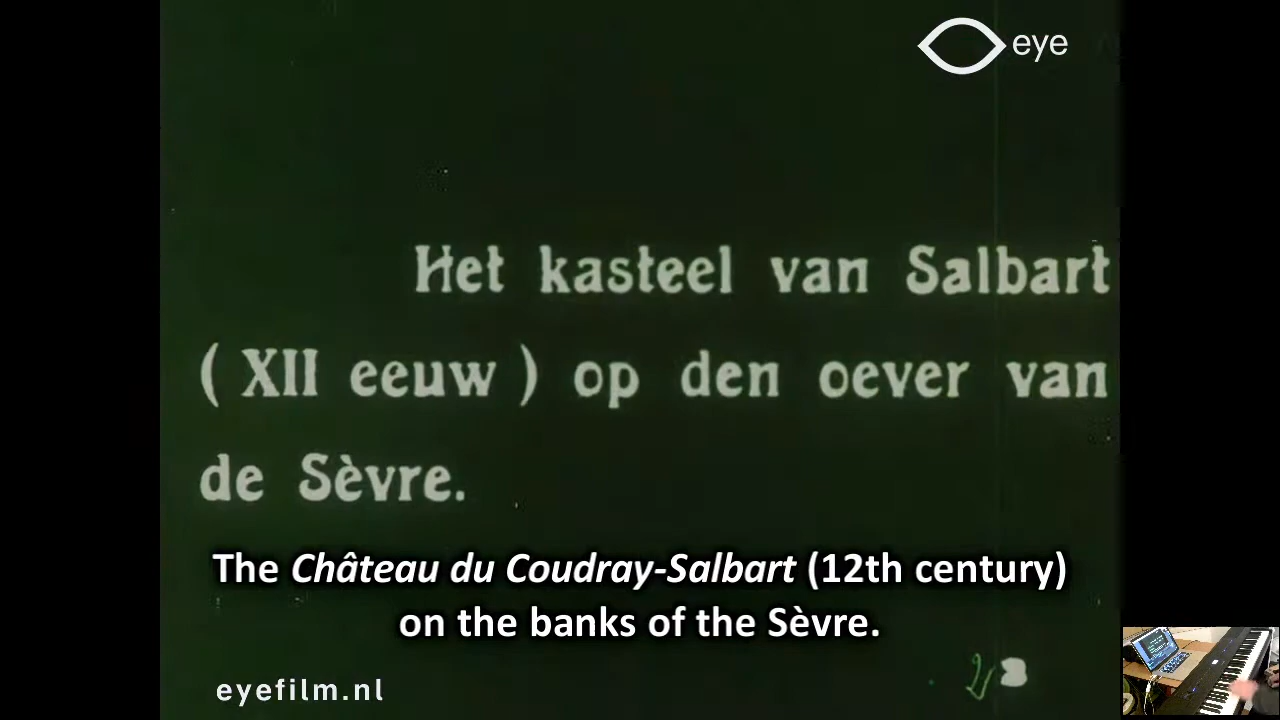 eye
Het kasteel van Salbart
( XII eeuw ) op den oever van
de Sèvre.
The Château du Coudray-Salbart (12th century)
on the banks of the Sèvre.
eyefilm.nl